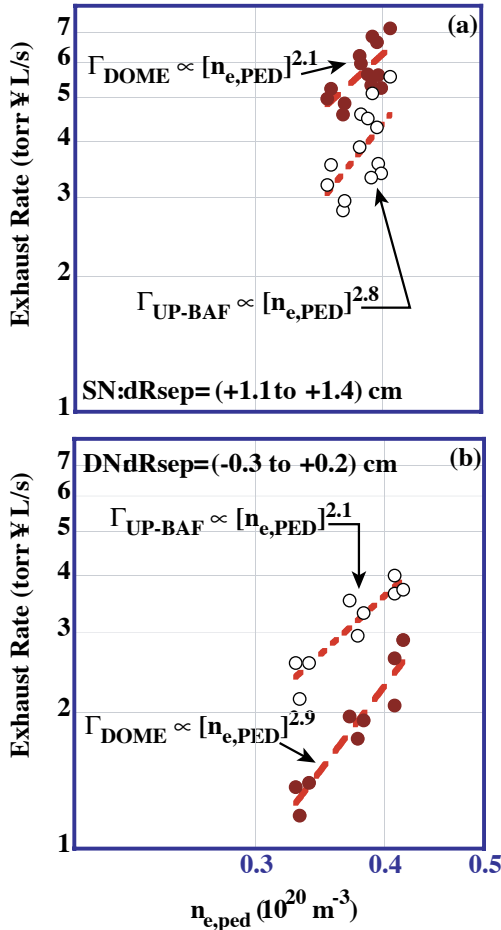 7
(a)
6
Γ_DOME ∝ [n_e,PED]^2.1
5
4
3
Exhaust Rate (torr ¥ L/s)
2
Γ_UP-BAF ∝ [n_e,PED]^2.8
SN:dRsep=(+1.1 to +1.4) cm
1
7
DN:dRsep=(-0.3 to +0.2) cm
(b)
6
5
Γ_UP-BAF ∝ [n_e,PED]^2.1
4
3
Exhaust Rate (torr ¥ L/s)
2
Γ_DOME ∝ [n_e,PED]^2.9
1
0.3 0.4 0.5
n_e,ped (10^20 m^-3)